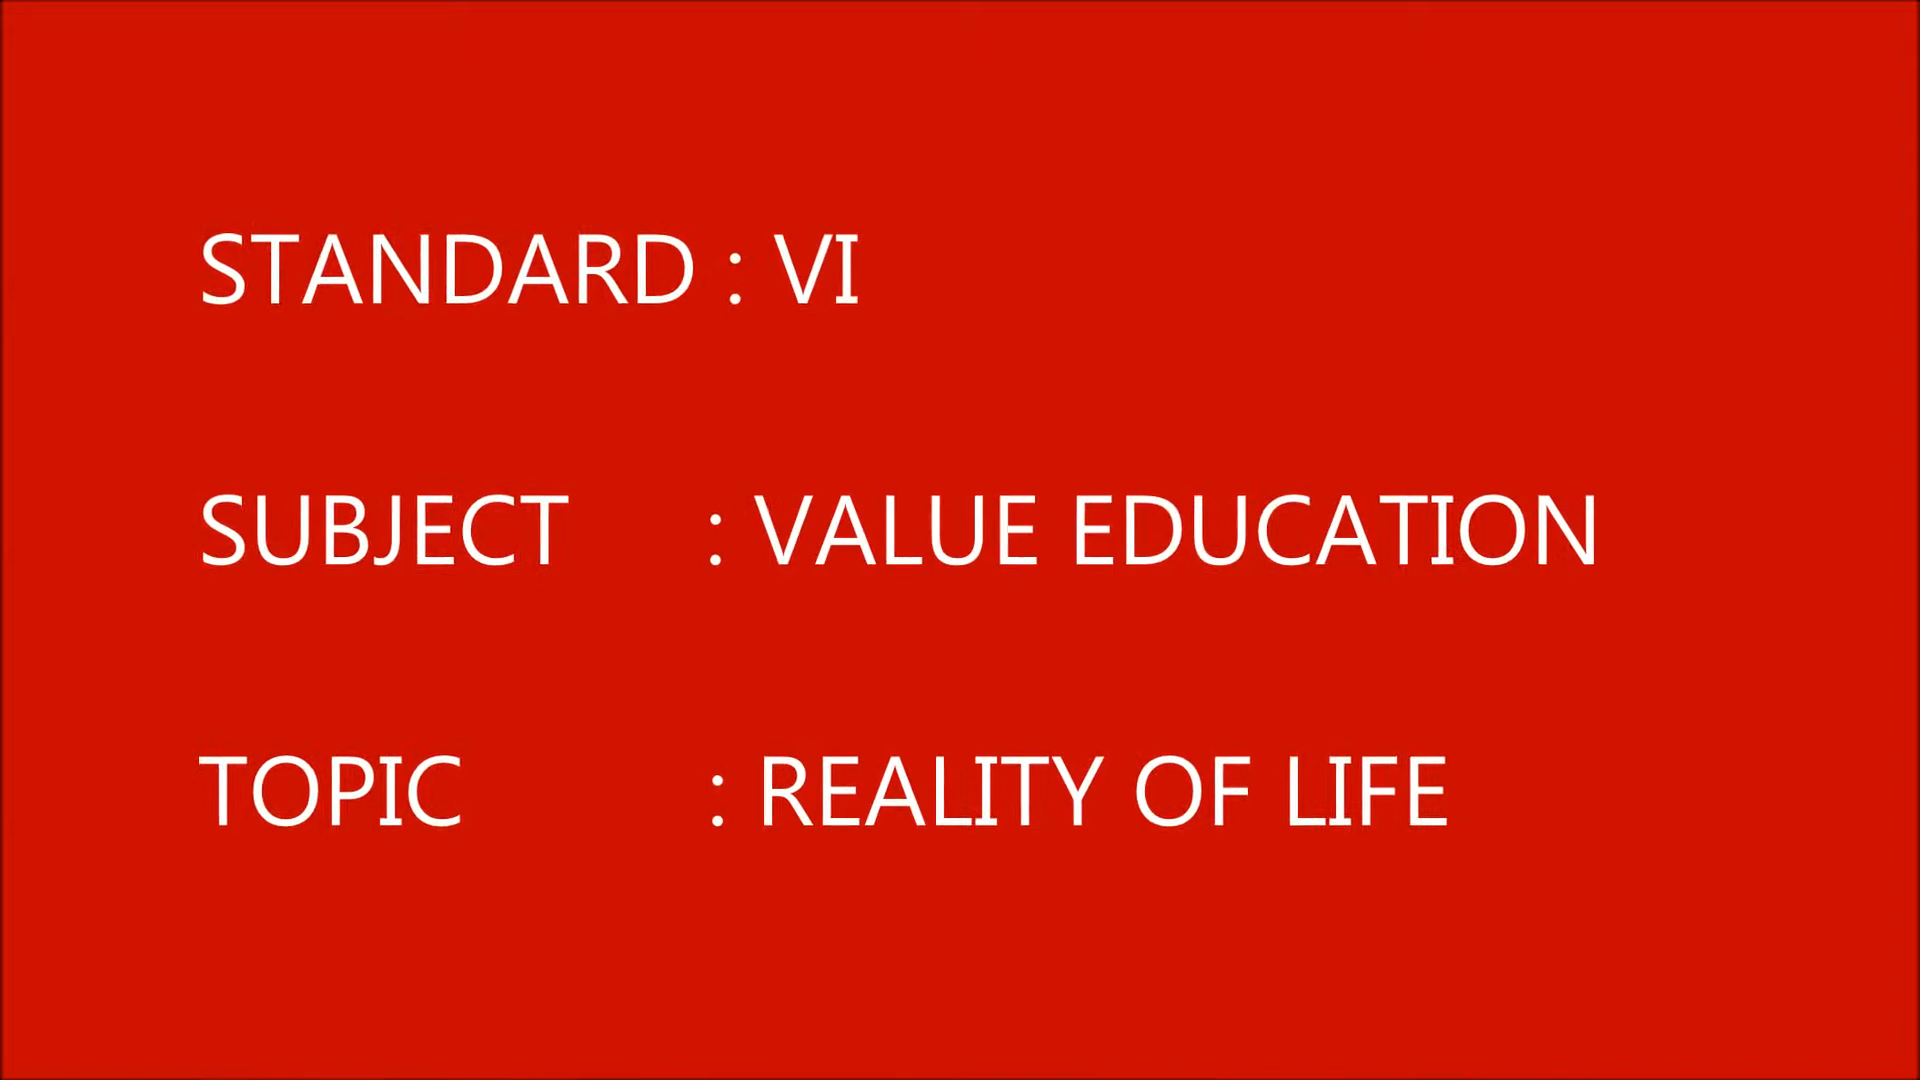 STANDARD : VI
SUBJECT : VALUE EDUCATION
TOPIC : REALITY OF LIFE